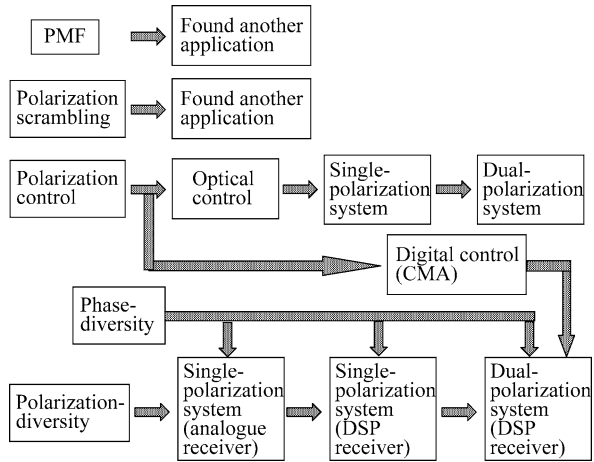 PMF
Found another
application
Polarization
scrambling
Found another
application
Polarization
control
Optical
control
Single-
polarization
system
Dual-
polarization
system
Digital control
(CMA)
Phase-
diversity
Polarization-
diversity
Single-
polarization
system
(analogue
receiver)
Single-
polarization
system
(DSP
receiver)
Dual-
polarization
system
(DSP
receiver)